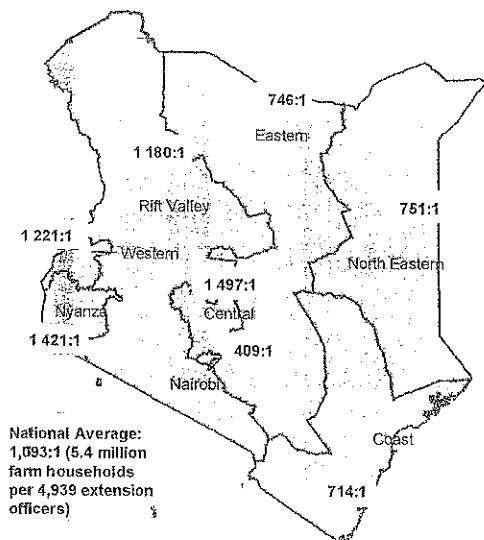 746:1
Eastern
1 180:1
Rift Valley
751:1
1 221:1
Western
North Eastern
1 497:1
Nyanza
Central
1 421:1
409:1
Nairobi
National Average:
1,093:1 (5.4 million
farm households
per 4,939 extension
officers)
Coast
714:1